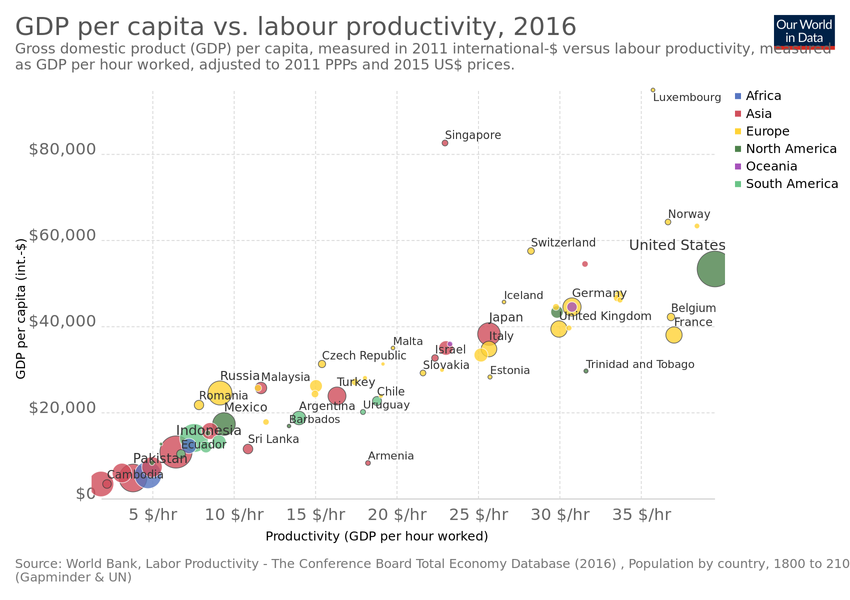 GDP per capita vs. labour productivity, 2016
Our World
in Data
Gross domestic product (GDP) per capita, measured in 2011 international-$ versus labour productivity, measured
as GDP per hour worked, adjusted to 2011 PPPs and 2015 US$ prices.
Luxembourg
Africa
Asia
Europe
North America
Oceania
South America
Singapore
$80,000
Norway
$60,000
Switzerland
United States
Iceland
Germany
Belgium
Japan
United Kingdom
France
$40,000
Malta
Italy
Czech Republic
Israel
Slovakia
Estonia
Trinidad and Tobago
Russia
Malaysia
Turkey
Romania
Chile
Mexico
Argentina
Uruguay
$20,000
Barbados
Indonesia
Sri Lanka
Ecuador
Pakistan
Armenia
Cambodia
$0
GDP per capita (int.-$)
5 $/hr
10 $/hr
15 $/hr
20 $/hr
25 $/hr
30 $/hr
35 $/hr
Productivity (GDP per hour worked)
Source: World Bank, Labor Productivity - The Conference Board Total Economy Database (2016) , Population by country, 1800 to 210
(Gapminder & UN)